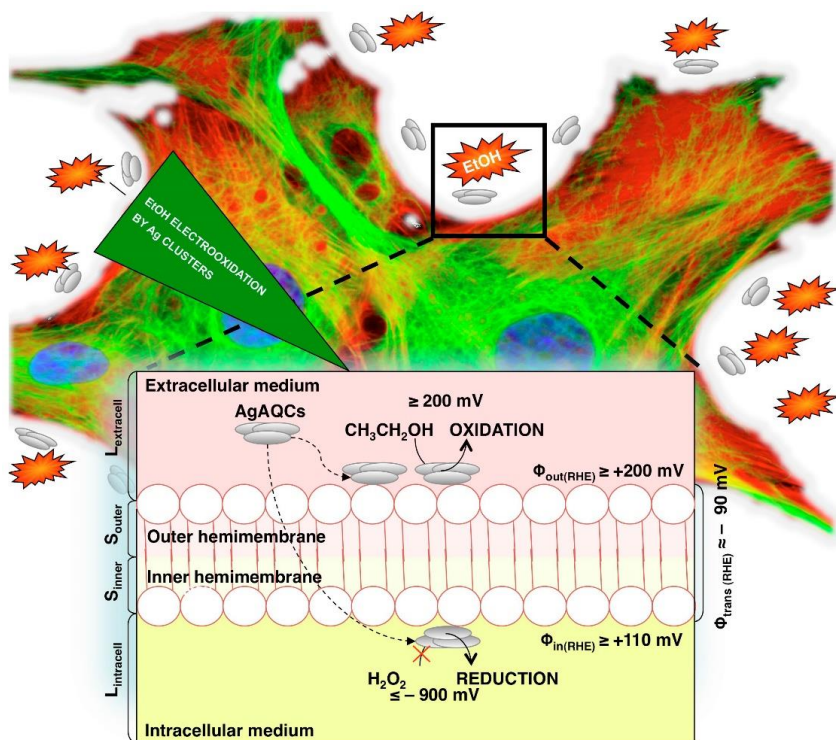 EtOH
EtOH ELECTROOXIDATION
BY Ag CLUSTERS
Extracellular medium
AgAQCs
≥ 200 mV
CH₃CH₂OH OXIDATION
Φout(RHE) ≥ +200 mV
Outer hemimembrane
Inner hemimembrane
Φin(RHE) ≥ +110 mV
H₂O₂ REDUCTION
≤ – 900 mV
Intracellular medium
Lextracell
Souter
Sinner
Lintracell
Φtrans (RHE) ≈ – 90 mV